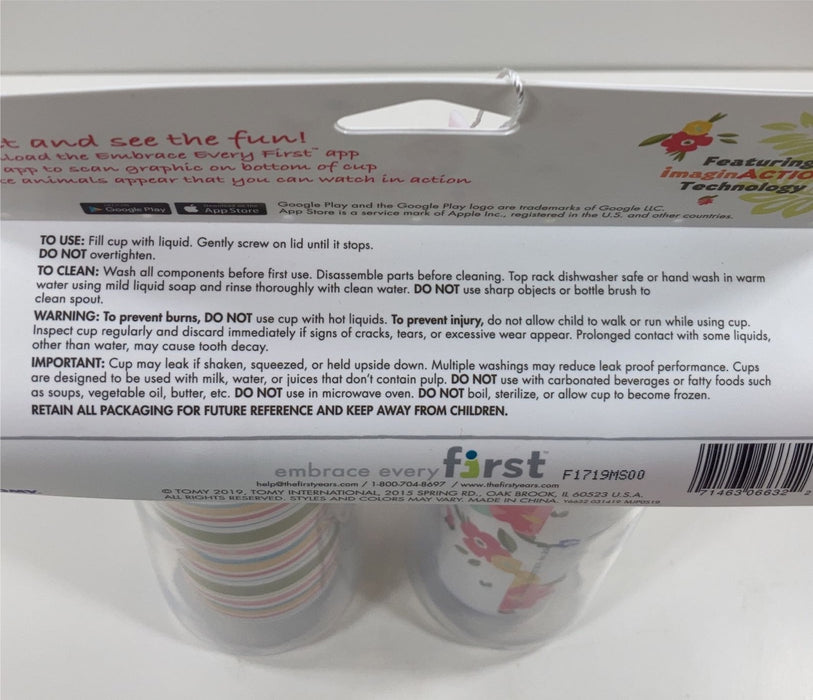 and see the fun!
load the Embrace Every First™ app
app to scan graphic on bottom of cup
animals appear that you can watch in action
Featuring
imaginACTIO
Technology
Google Play
Download on the
App Store
Google Play and the Google Play logo are trademarks of Google LLC.
App Store is a service mark of Apple Inc., registered in the U.S. and other countries.
TO USE: Fill cup with liquid. Gently screw on lid until it stops.
DO NOT overtighten.
TO CLEAN: Wash all components before first use. Disassemble parts before cleaning. Top rack dishwasher safe or hand wash in warm
water using mild liquid soap and rinse thoroughly with clean water. DO NOT use sharp objects or bottle brush to
clean spout.
WARNING: To prevent burns, DO NOT use cup with hot liquids. To prevent injury, do not allow child to walk or run while using cup.
Inspect cup regularly and discard immediately if signs of cracks, tears, or excessive wear appear. Prolonged contact with some liquids,
other than water, may cause tooth decay.
IMPORTANT: Cup may leak if shaken, squeezed, or held upside down. Multiple washings may reduce leak proof performance. Cups
are designed to be used with milk, water, or juices that don't contain pulp. DO NOT use with carbonated beverages or fatty foods such
as soups, vegetable oil, butter, etc. DO NOT use in microwave oven. DO NOT boil, sterilize, or allow cup to become frozen.
RETAIN ALL PACKAGING FOR FUTURE REFERENCE AND KEEP AWAY FROM CHILDREN.
embrace every first™
F1719MS00
help@thefirstyears.com / 1-800-704-8697 / www.thefirstyears.com
© TOMY 2019. TOMY INTERNATIONAL, 2015 SPRING RD., OAK BROOK, IL 60523 U.S.A.
ALL RIGHTS RESERVED. STYLES AND COLORS MAY VARY. MADE IN CHINA. Y6632 031419 MJP0519
71463 06632 2